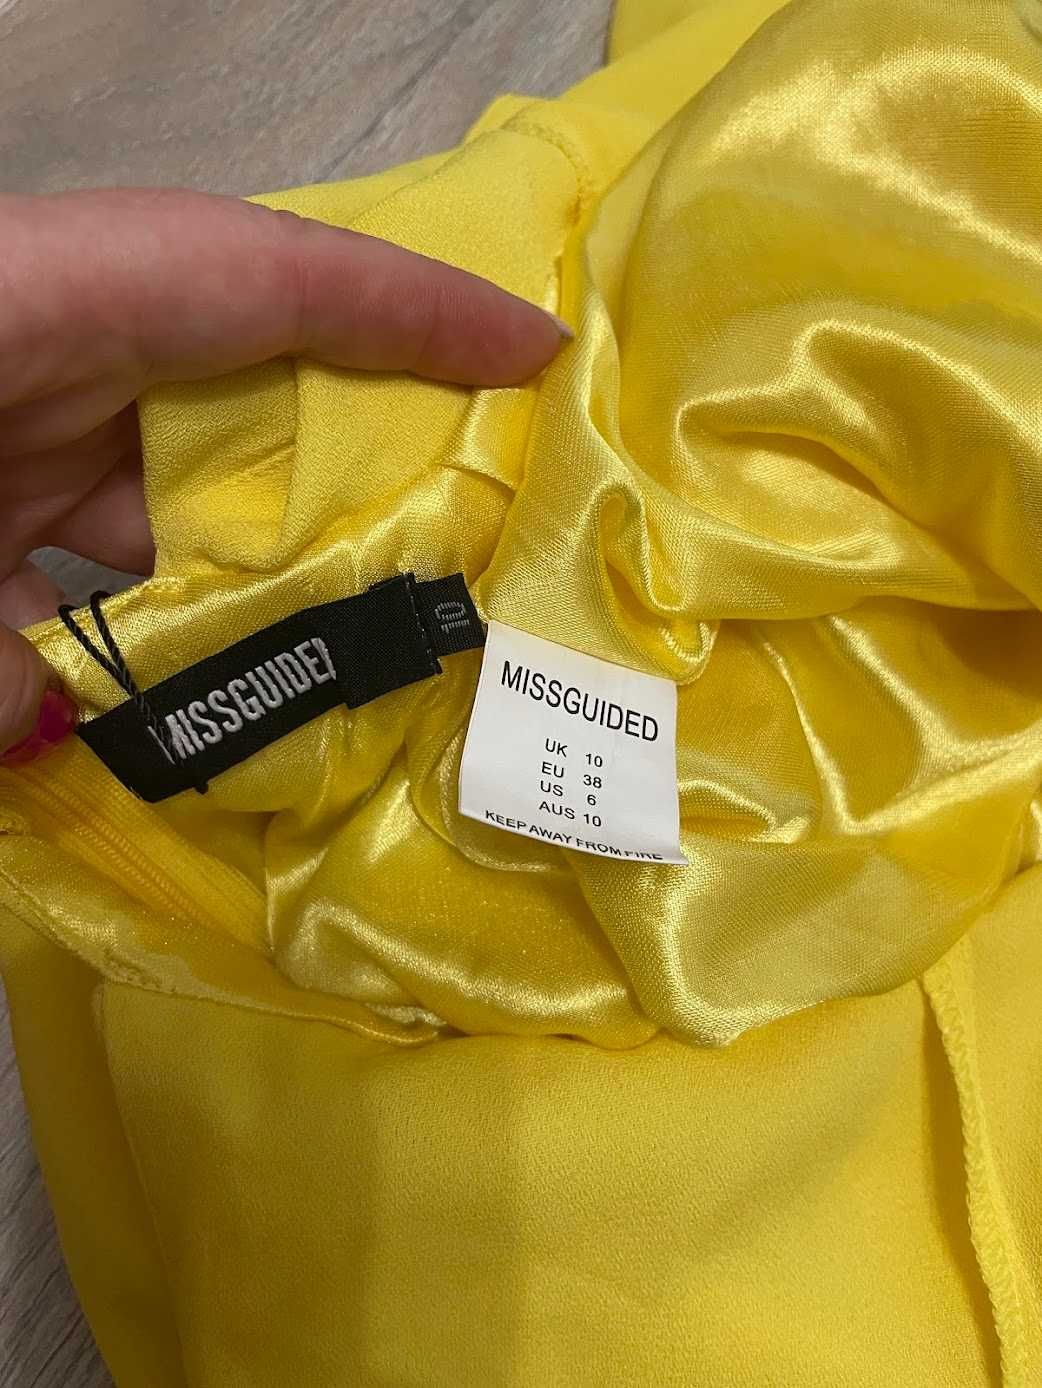 MISSGUIDED
10
MISSGUIDED
UK 10
EU 38
US 6
AUS 10
KEEP AWAY FROM FIRE